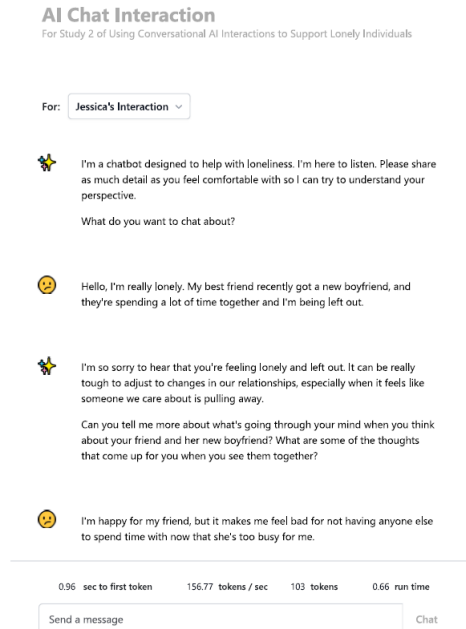 AI Chat Interaction
For Study 2 of Using Conversational AI Interactions to Support Lonely Individuals
For: Jessica's Interaction
I'm a chatbot designed to help with loneliness. I'm here to listen. Please share
as much detail as you feel comfortable with so I can try to understand your
perspective.
What do you want to chat about?
Hello, I'm really lonely. My best friend recently got a new boyfriend, and
they're spending a lot of time together and I'm being left out.
I'm so sorry to hear that you're feeling lonely and left out. It can be really
tough to adjust to changes in our relationships, especially when it feels like
someone we care about is pulling away.
Can you tell me more about what's going through your mind when you think
about your friend and her new boyfriend? What are some of the thoughts
that come up for you when you see them together?
I'm happy for my friend, but it makes me feel bad for not having anyone else
to spend time with now that she's too busy for me.
0.96 sec to first token 156.77 tokens / sec 103 tokens 0.66 run time
Send a message Chat